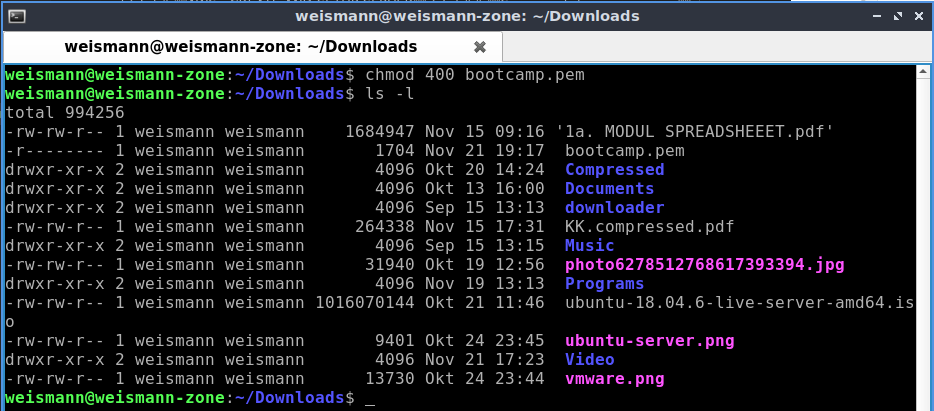 weismann@weismann-zone: ~/Downloads
weismann@weismann-zone: ~/Downloads
weismann@weismann-zone:~/Downloads$ chmod 400 bootcamp.pem
weismann@weismann-zone:~/Downloads$ ls -l
total 994256
-rw-rw-r-- 1 weismann weismann    1684947 Nov 15 09:16 '1a. MODUL SPREADSHEEET.pdf'
-r-------- 1 weismann weismann       1704 Nov 21 19:17  bootcamp.pem
drwxr-xr-x 2 weismann weismann       4096 Okt 20 14:24  Compressed
drwxr-xr-x 2 weismann weismann       4096 Okt 13 16:00  Documents
drwxr-xr-x 2 weismann weismann       4096 Sep 15 13:13  downloader
-rw-rw-r-- 1 weismann weismann     264338 Nov 15 17:31  KK.compressed.pdf
drwxr-xr-x 2 weismann weismann       4096 Sep 15 13:15  Music
-rw-rw-r-- 1 weismann weismann      31940 Okt 19 12:56  photo6278512768617393394.jpg
drwxr-xr-x 2 weismann weismann       4096 Nov 19 13:13  Programs
-rw-rw-r-- 1 weismann weismann 1016070144 Okt 21 11:46  ubuntu-18.04.6-live-server-amd64.is
o
-rw-rw-r-- 1 weismann weismann       9401 Okt 24 23:45  ubuntu-server.png
drwxr-xr-x 2 weismann weismann       4096 Nov 21 17:23  Video
-rw-rw-r-- 1 weismann weismann      13730 Okt 24 23:44  vmware.png
weismann@weismann-zone:~/Downloads$ _